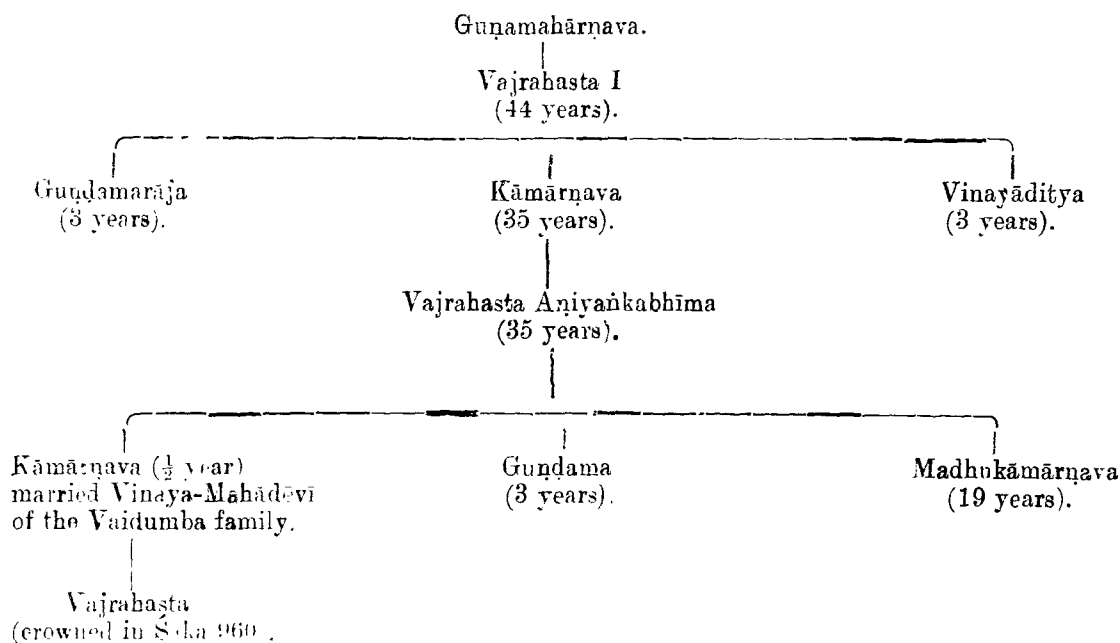 Guṇamahārṇava.
Vajrahasta I
(44 years).
Guṇḍamarāja
(3 years).
Kāmārṇava
(35 years).
Vinayāditya
(3 years).
Vajrahasta Aṇiyaṅkabhīma
(35 years).
Kāmārṇava (½ year)
married Vinaya-Mahādēvī
of the Vaidumba family.
Guṇḍama
(3 years).
Madhukāmārṇava
(19 years).
Vajrahasta
(crowned in Śaka 960).